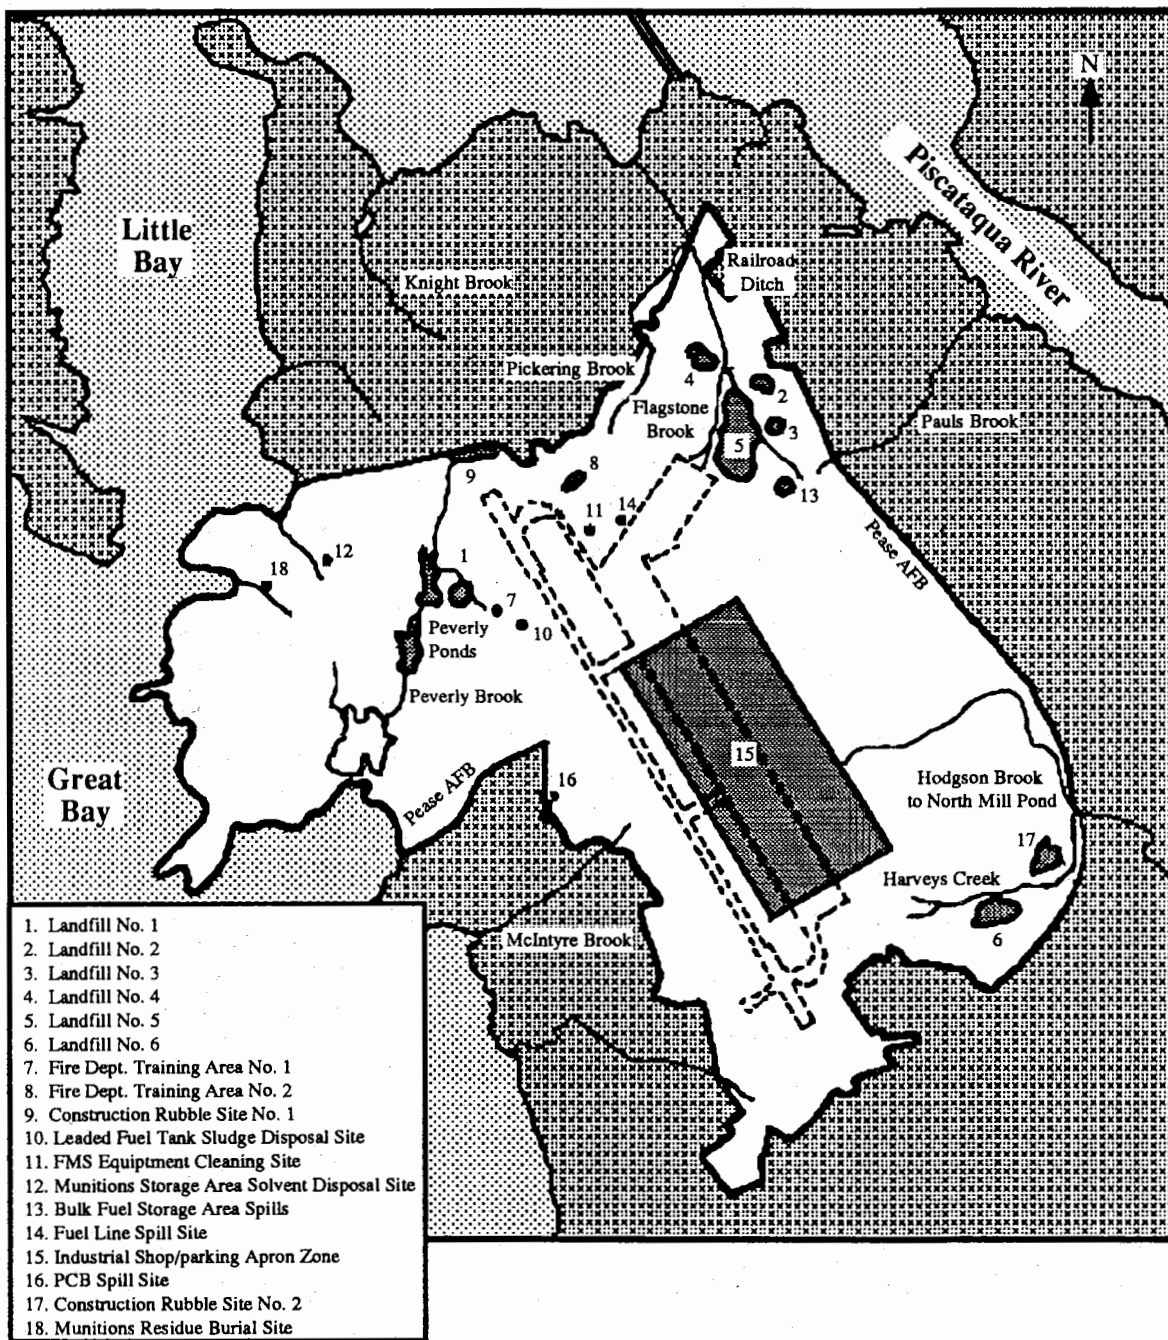 N
Piscataqua River
Little
Bay
Knight Brook
Railroad
Ditch
Pickering Brook
4
2
Flagstone
Brook
3
Pauls Brook
5
9
8
13
14
11
Pease AFB
12
1
18
7
10
Peverly
Ponds
Peverly Brook
15
Great
Bay
Pease AFB
16
Hodgson Brook
to North Mill Pond
17
Harveys Creek
6
McIntyre Brook
1. Landfill No. 1
2. Landfill No. 2
3. Landfill No. 3
4. Landfill No. 4
5. Landfill No. 5
6. Landfill No. 6
7. Fire Dept. Training Area No. 1
8. Fire Dept. Training Area No. 2
9. Construction Rubble Site No. 1
10. Leaded Fuel Tank Sludge Disposal Site
11. FMS Equiptment Cleaning Site
12. Munitions Storage Area Solvent Disposal Site
13. Bulk Fuel Storage Area Spills
14. Fuel Line Spill Site
15. Industrial Shop/parking Apron Zone
16. PCB Spill Site
17. Construction Rubble Site No. 2
18. Munitions Residue Burial Site